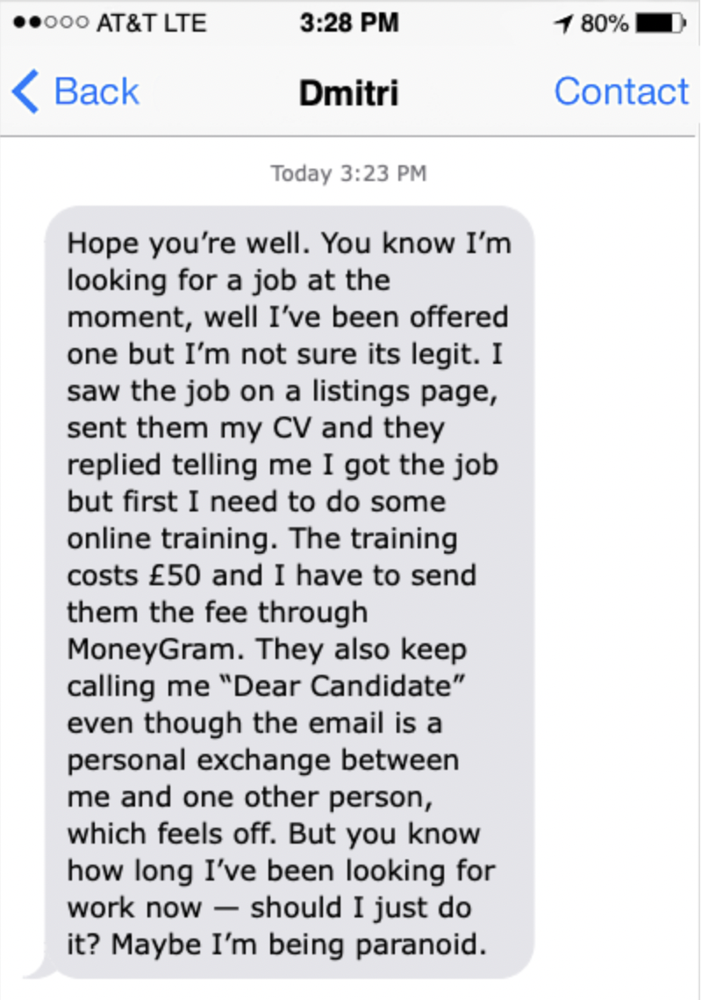 AT&T LTE 3:28 PM 80%
Back Dmitri Contact
Today 3:23 PM
Hope you’re well. You know I’m
looking for a job at the
moment, well I’ve been offered
one but I’m not sure its legit. I
saw the job on a listings page,
sent them my CV and they
replied telling me I got the job
but first I need to do some
online training. The training
costs £50 and I have to send
them the fee through
MoneyGram. They also keep
calling me “Dear Candidate”
even though the email is a
personal exchange between
me and one other person,
which feels off. But you know
how long I’ve been looking for
work now — should I just do
it? Maybe I’m being paranoid.